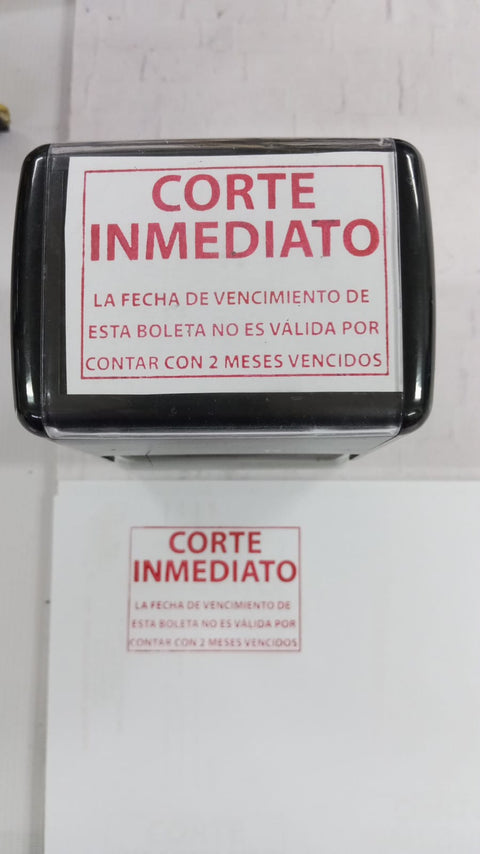 CORTE
INMEDIATO
LA FECHA DE VENCIMIENTO DE
ESTA BOLETA NO ES VÁLIDA POR
CONTAR CON 2 MESES VENCIDOS
CORTE
INMEDIATO
LA FECHA DE VENCIMIENTO DE
ESTA BOLETA NO ES VÁLIDA POR
CONTAR CON 2 MESES VENCIDOS